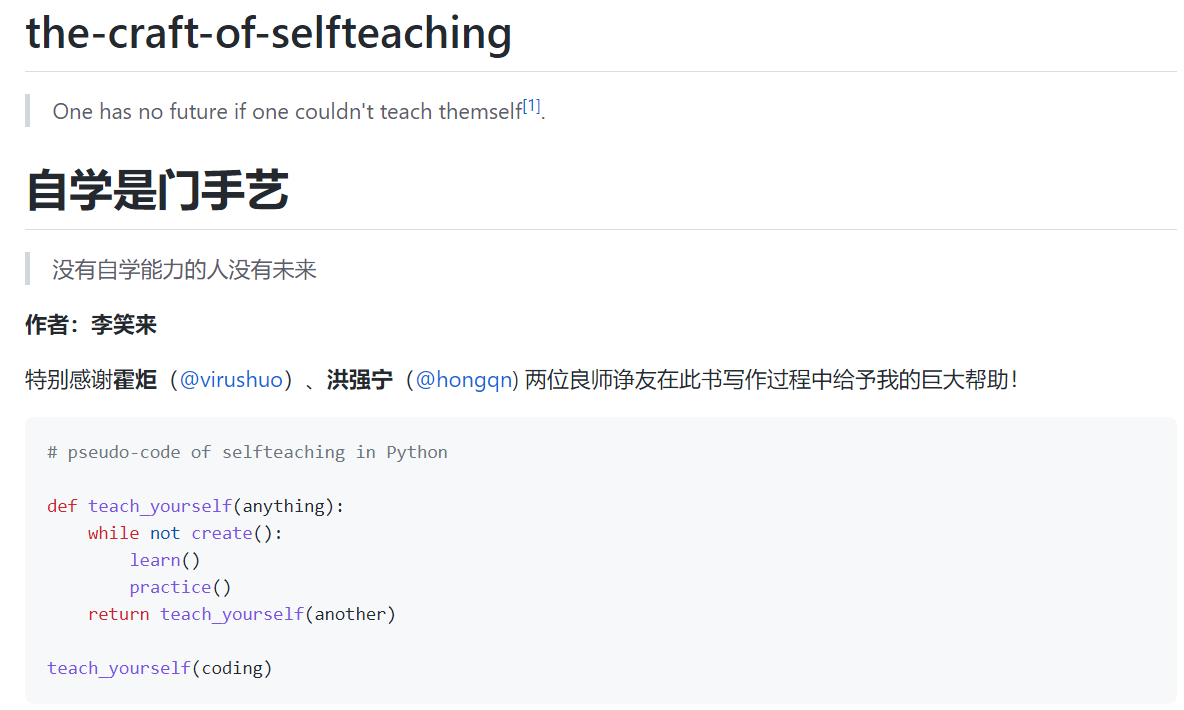 the-craft-of-selfteaching
One has no future if one couldn't teach themself[1].
自学是门手艺
没有自学能力的人没有未来
作者：李笑来
特别感谢霍炬（@virushuo）、洪强宁（@hongqn) 两位良师诤友在此书写作过程中给予我的巨大帮助！
# pseudo-code of selfteaching in Python
def teach_yourself(anything):
    while not create():
        learn()
        practice()
    return teach_yourself(another)
teach_yourself(coding)